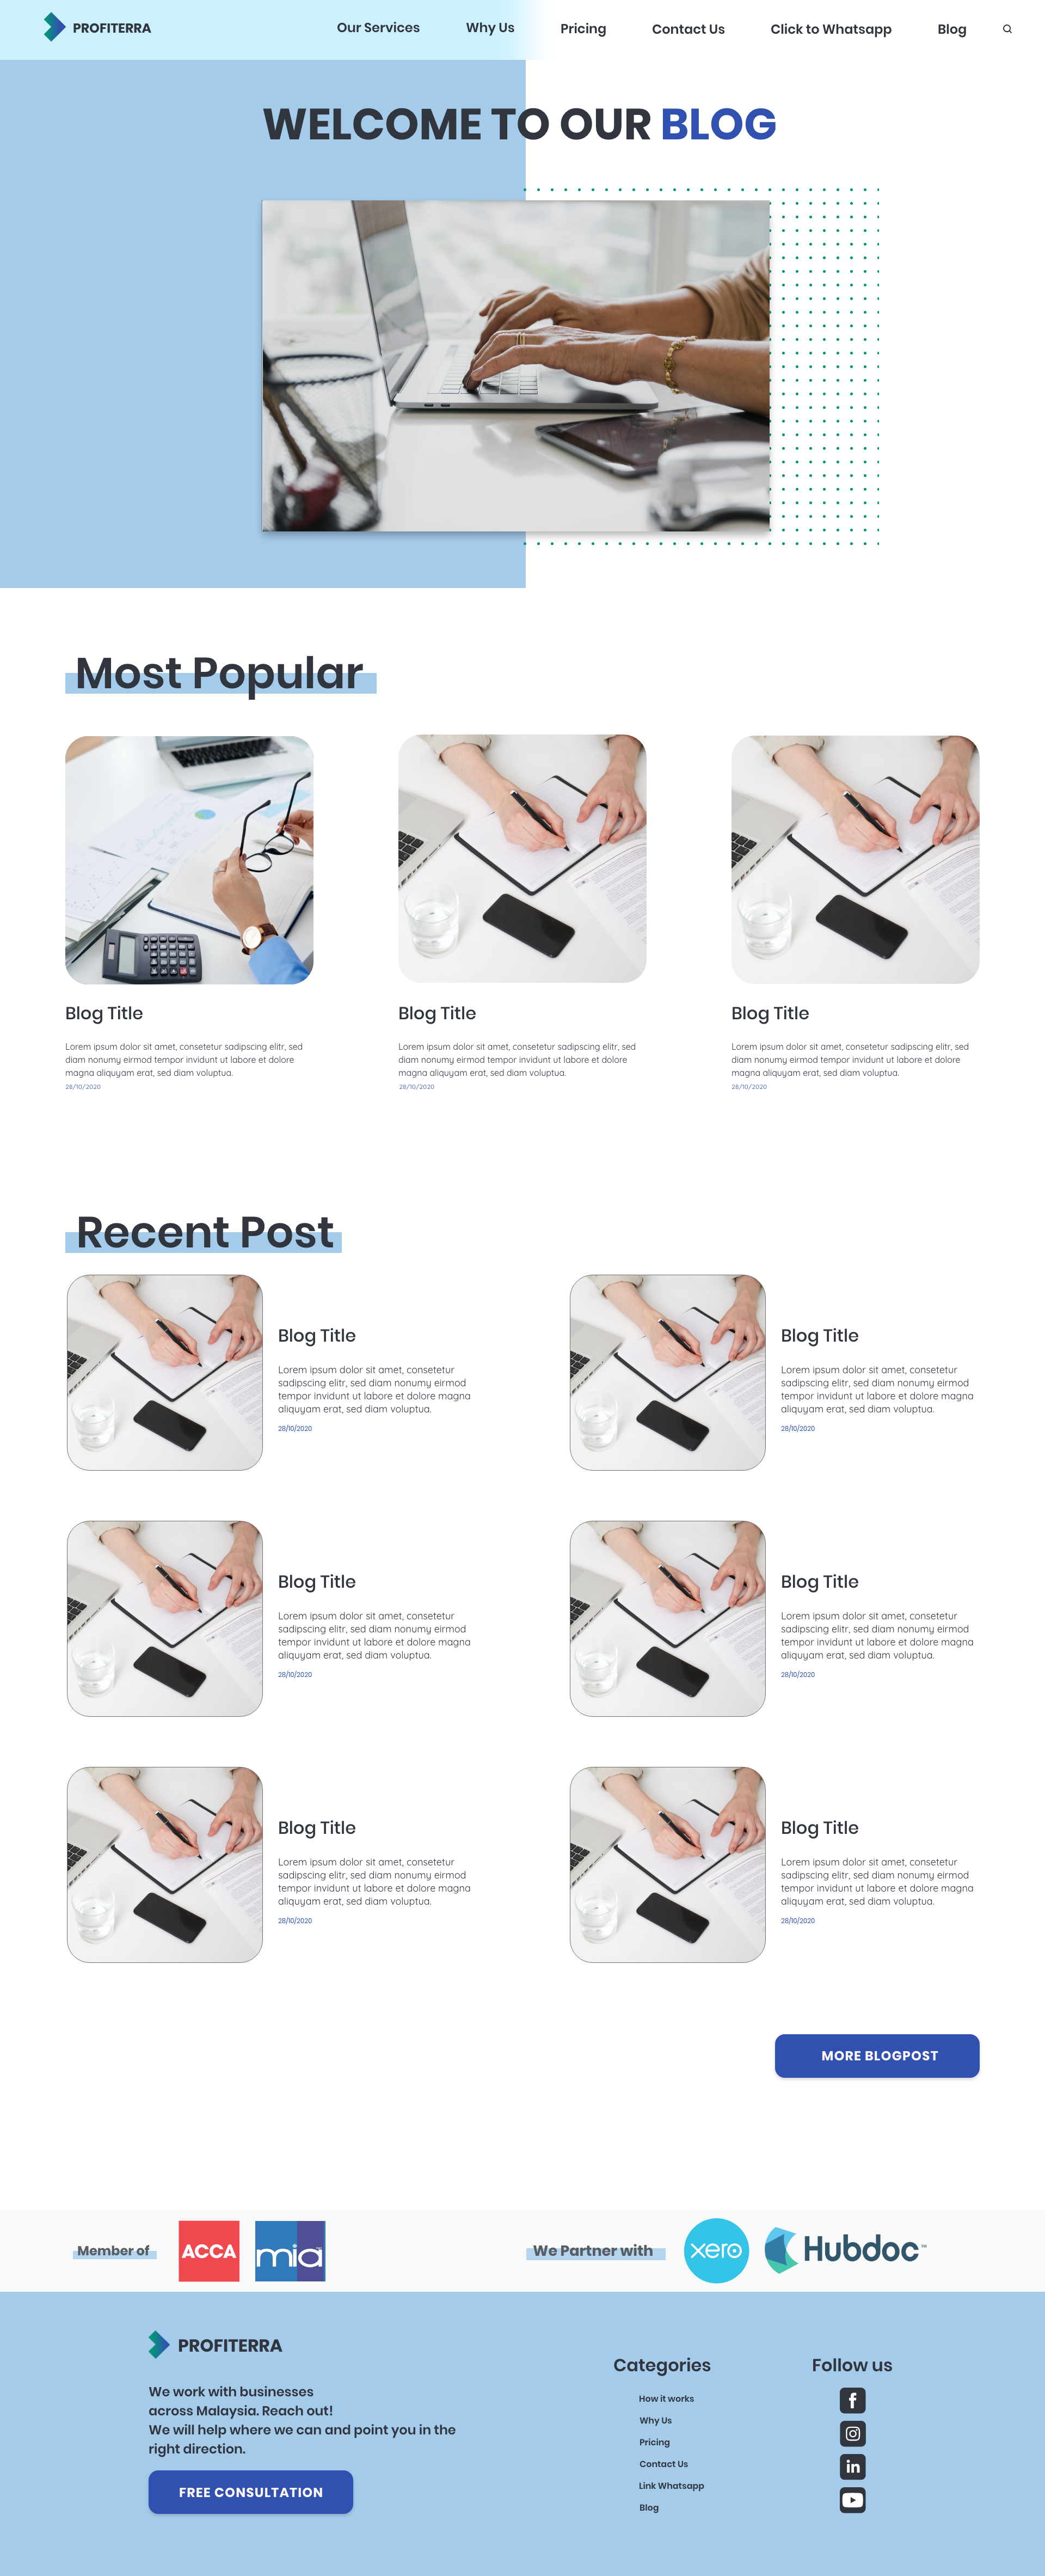 PROFITERRA
Our Services
Why Us
Pricing
Contact Us
Click to Whatsapp
Blog
WELCOME TO OUR BLOG
Most Popular
Blog Title
Lorem ipsum dolor sit amet, consetetur sadipscing elitr, sed
diam nonumy eirmod tempor invidunt ut labore et dolore
magna aliquyam erat, sed diam voluptua.
28/10/2020
Blog Title
Lorem ipsum dolor sit amet, consetetur sadipscing elitr, sed
diam nonumy eirmod tempor invidunt ut labore et dolore
magna aliquyam erat, sed diam voluptua.
28/10/2020
Blog Title
Lorem ipsum dolor sit amet, consetetur sadipscing elitr, sed
diam nonumy eirmod tempor invidunt ut labore et dolore
magna aliquyam erat, sed diam voluptua.
28/10/2020
Recent Post
Blog Title
Lorem ipsum dolor sit amet, consetetur
sadipscing elitr, sed diam nonumy eirmod
tempor invidunt ut labore et dolore magna
aliquyam erat, sed diam voluptua.
28/10/2020
Blog Title
Lorem ipsum dolor sit amet, consetetur
sadipscing elitr, sed diam nonumy eirmod
tempor invidunt ut labore et dolore magna
aliquyam erat, sed diam voluptua.
28/10/2020
Blog Title
Lorem ipsum dolor sit amet, consetetur
sadipscing elitr, sed diam nonumy eirmod
tempor invidunt ut labore et dolore magna
aliquyam erat, sed diam voluptua.
28/10/2020
Blog Title
Lorem ipsum dolor sit amet, consetetur
sadipscing elitr, sed diam nonumy eirmod
tempor invidunt ut labore et dolore magna
aliquyam erat, sed diam voluptua.
28/10/2020
Blog Title
Lorem ipsum dolor sit amet, consetetur
sadipscing elitr, sed diam nonumy eirmod
tempor invidunt ut labore et dolore magna
aliquyam erat, sed diam voluptua.
28/10/2020
Blog Title
Lorem ipsum dolor sit amet, consetetur
sadipscing elitr, sed diam nonumy eirmod
tempor invidunt ut labore et dolore magna
aliquyam erat, sed diam voluptua.
28/10/2020
MORE BLOGPOST
Member of
ACCA
mia
We Partner with
xero
Hubdoc™
PROFITERRA
We work with businesses
across Malaysia. Reach out!
We will help where we can and point you in the
right direction.
FREE CONSULTATION
Categories
How it works
Why Us
Pricing
Contact Us
Link Whatsapp
Blog
Follow us
f
in